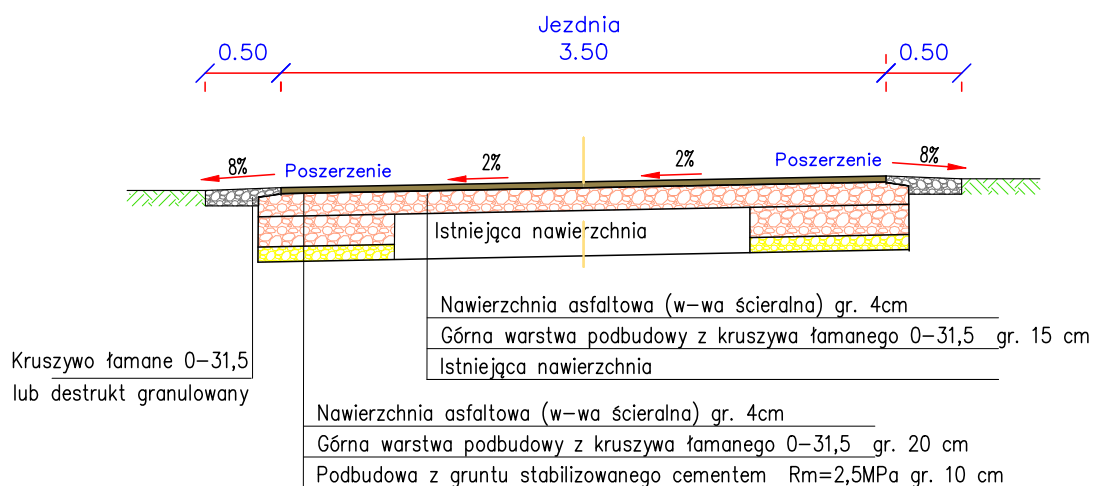 Jezdnia
0.50 3.50 0.50
8% Poszerzenie 2% 2% Poszerzenie 8%
Istniejąca nawierzchnia
Nawierzchnia asfaltowa (w-wa ścieralna) gr. 4cm
Górna warstwa podbudowy z kruszywa łamanego 0-31,5 gr. 15 cm
Istniejąca nawierzchnia
Kruszywo łamane 0-31,5
lub destrukt granulowany
Nawierzchnia asfaltowa (w-wa ścieralna) gr. 4cm
Górna warstwa podbudowy z kruszywa łamanego 0-31,5 gr. 20 cm
Podbudowa z gruntu stabilizowanego cementem Rm=2,5MPa gr. 10 cm